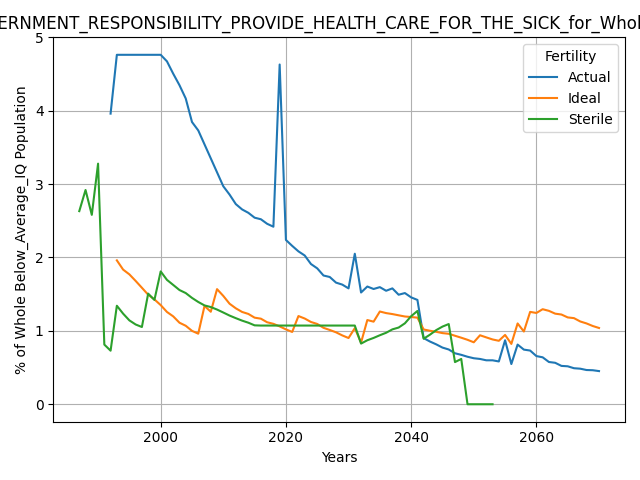 ERNMENT_RESPONSIBILITY_PROVIDE_HEALTH_CARE_FOR_THE_SICK_for_Whol
Fertility
Actual
Ideal
Sterile
% of Whole Below_Average_IQ Population
5
4
3
2
1
0
2000 2020 2040 2060
Years